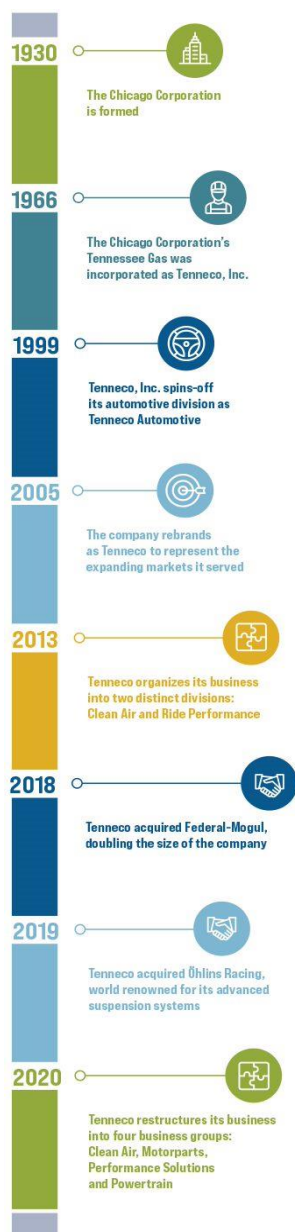 1930
The Chicago Corporation
is formed
1966
The Chicago Corporation's
Tennessee Gas was
incorporated as Tenneco, Inc.
1999
Tenneco, Inc. spins-off
its automotive division as
Tenneco Automotive
2005
The company rebrands
as Tenneco to represent the
expanding markets it served
2013
Tenneco organizes its business
into two distinct divisions:
Clean Air and Ride Performance
2018
Tenneco acquired Federal-Mogul,
doubling the size of the company
2019
Tenneco acquired Öhlins Racing,
world renowned for its advanced
suspension systems
2020
Tenneco restructures its business
into four business groups:
Clean Air, Motorparts,
Performance Solutions
and Powertrain